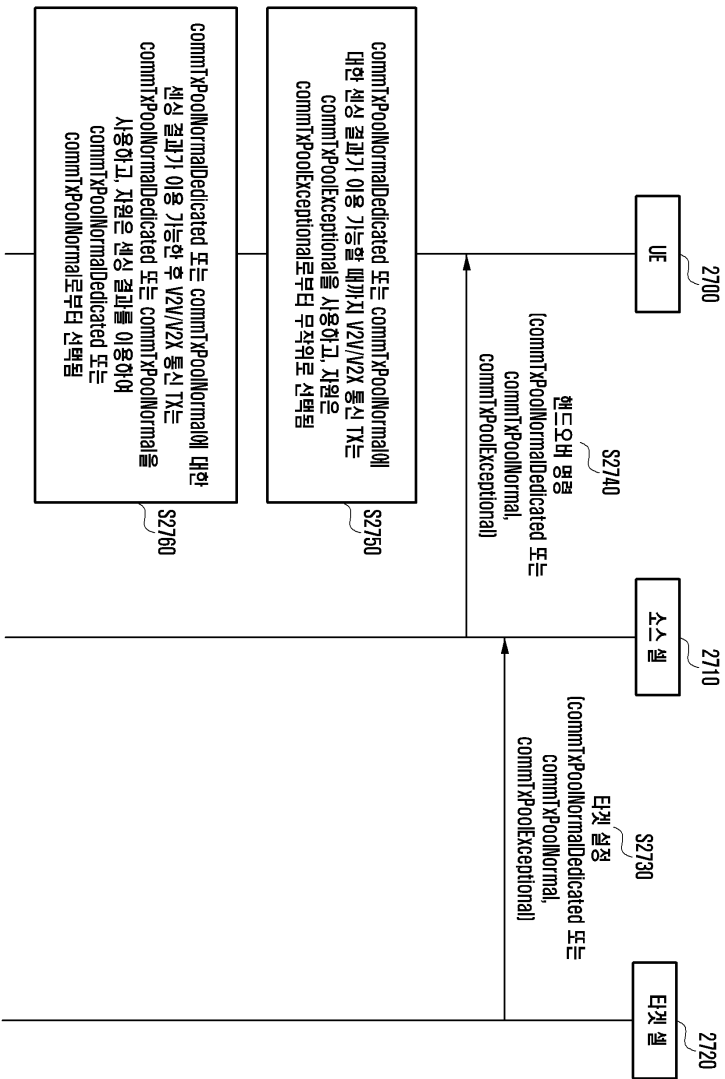 2700
UE
2710
소스 셀
2720
타겟 셀
S2730
타겟 설정
(commTxPoolNormalDedicated 또는
commTxPoolNormal,
commTxPoolExceptional)
S2740
핸드오버 명령
(commTxPoolNormalDedicated 또는
commTxPoolNormal,
commTxPoolExceptional)
commTxPoolNormalDedicated 또는 commTxPoolNormal에
대한 센싱 결과가 이용 가능할 때까지 V2V/V2X 통신 TX는
commTxPoolExceptional을 사용하고, 자원은
commTxPoolExceptional로부터 무작위로 선택됨
S2750
commTxPoolNormalDedicated 또는 commTxPoolNormal에 대한
센싱 결과가 이용 가능한 후 V2V/V2X 통신 TX는
commTxPoolNormalDedicated 또는 commTxPoolNormal을
사용하고, 자원은 센싱 결과를 이용하여
commTxPoolNormalDedicated 또는
commTxPoolNormal로부터 선택됨
S2760